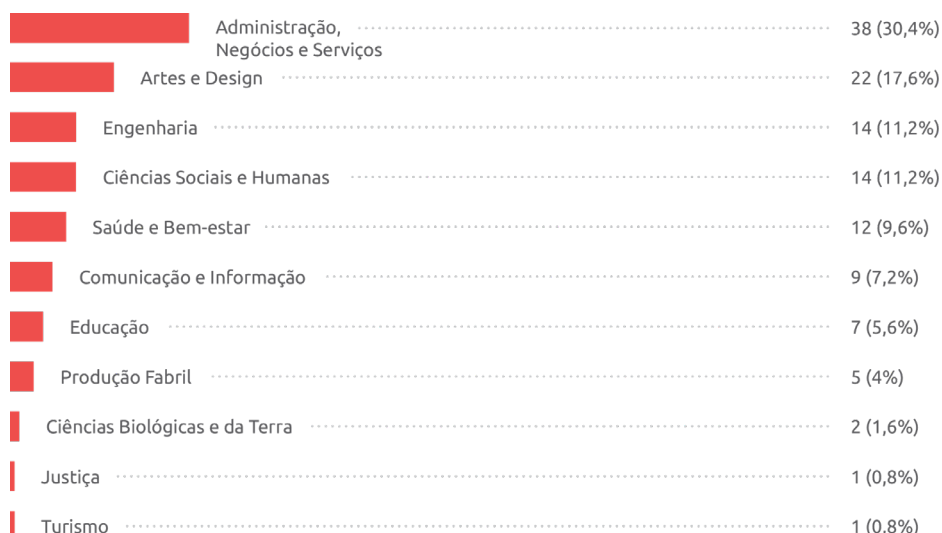 Administração,
Negócios e Serviços
38 (30,4%)
Artes e Design 22 (17,6%)
Engenharia 14 (11,2%)
Ciências Sociais e Humanas 14 (11,2%)
Saúde e Bem-estar 12 (9,6%)
Comunicação e Informação 9 (7,2%)
Educação 7 (5,6%)
Produção Fabril 5 (4%)
Ciências Biológicas e da Terra 2 (1,6%)
Justiça 1 (0,8%)
Turismo 1 (0,8%)